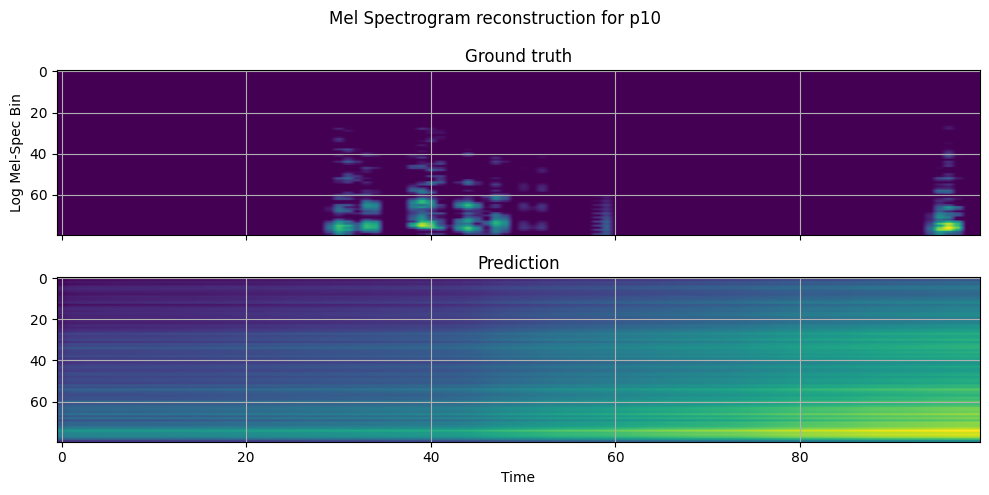 Mel Spectrogram reconstruction for p10
Ground truth
0
20
40
60
Log Mel-Spec Bin
Prediction
0
20
40
60
0 20 40 60 80
Time